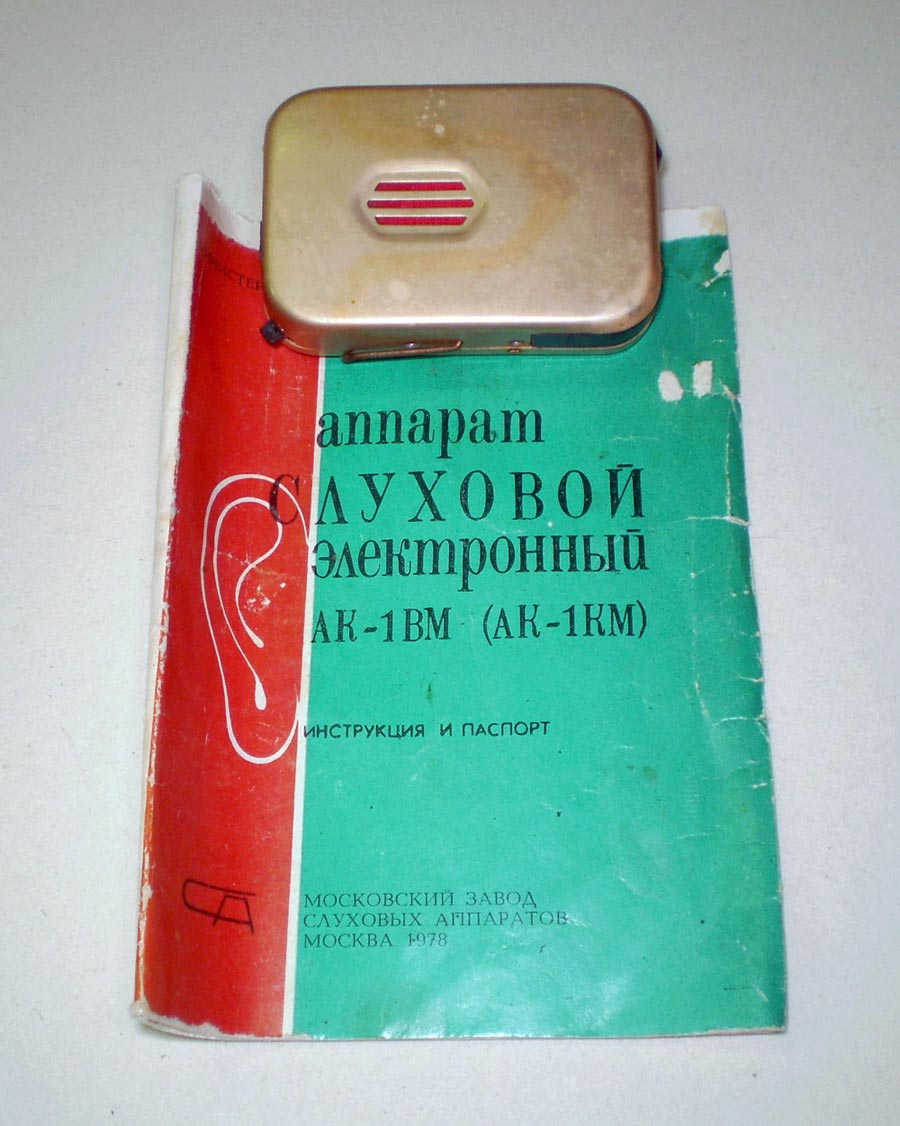 аппарат
СЛУХОВОЙ
электронный
АК-1ВМ (АК-1КМ)
ИНСТРУКЦИЯ И ПАСПОРТ
МОСКОВСКИЙ ЗАВОД
СЛУХОВЫХ АППАРАТОВ
МОСКВА 1978